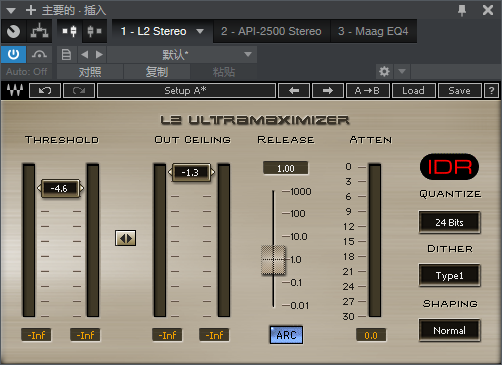 主要的 - 插入
1 - L2 Stereo 2 - API-2500 Stereo 3 - Maag EQ4
默认*
Auto: Off 对照 复制 粘贴
Setup A* A→B Load Save ?
L2 ULTRAMAXIMIZER
THRESHOLD OUT CEILING RELEASE ATTEN
-4.6 -1.3 1.00
1000
100
10.0
1.0
0.1
0.01
0
3
6
9
12
15
18
21
24
27
30
-Inf -Inf -Inf -Inf ARC 0.0
IDR
QUANTIZE
24 Bits
DITHER
Type1
SHAPING
Normal